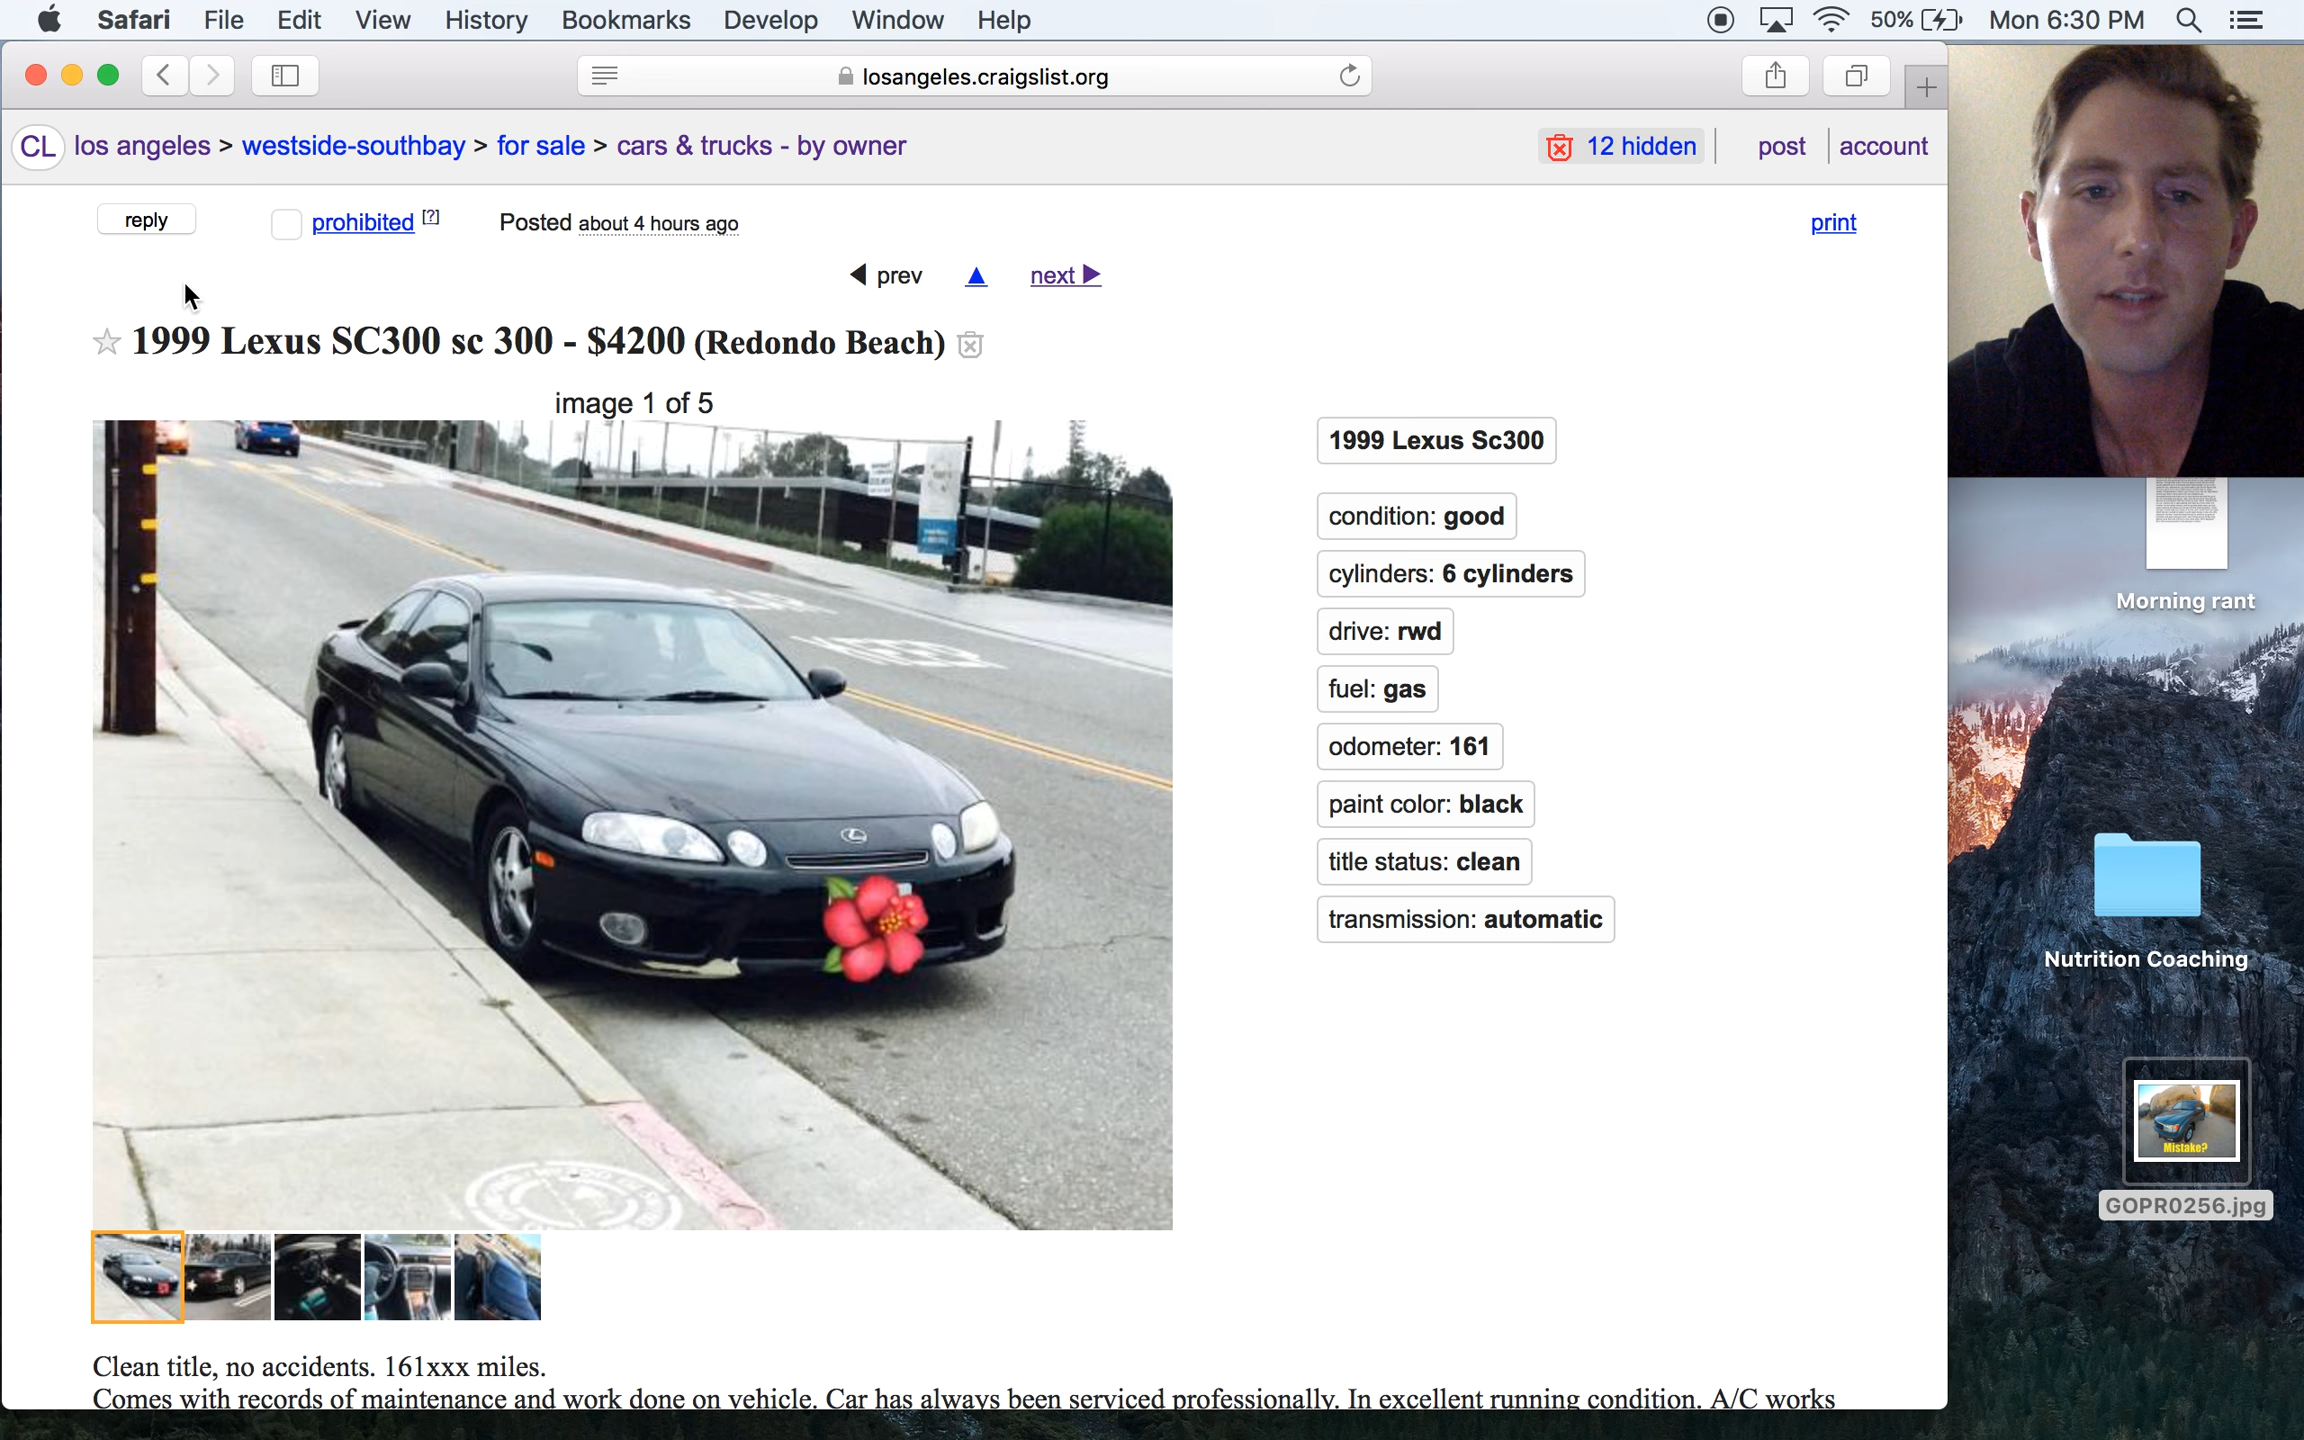 Safari File Edit View History Bookmarks Develop Window Help 50% Mon 6:30 PM
losangeles.craigslist.org
CL los angeles > westside-southbay > for sale > cars & trucks - by owner 12 hidden post account
reply prohibited [?] Posted about 4 hours ago print
prev ▲ next
1999 Lexus SC300 sc 300 - $4200 (Redondo Beach)
image 1 of 5
1999 Lexus Sc300
condition: good
cylinders: 6 cylinders
drive: rwd
fuel: gas
odometer: 161
paint color: black
title status: clean
transmission: automatic
Clean title, no accidents. 161xxx miles.
Comes with records of maintenance and work done on vehicle. Car has always been serviced professionally. In excellent running condition. A/C works
Morning rant
Nutrition Coaching
Mistake?
GOPR0256.jpg